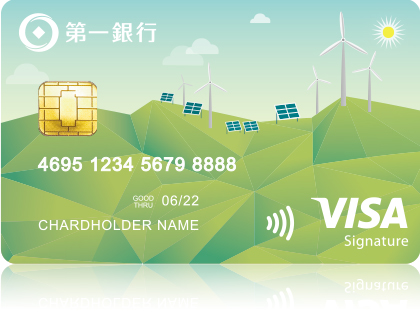 第一銀行
4695 1234 5679 8888
GOOD THRU 06/22
CHARDHOLDER NAME
VISA
Signature